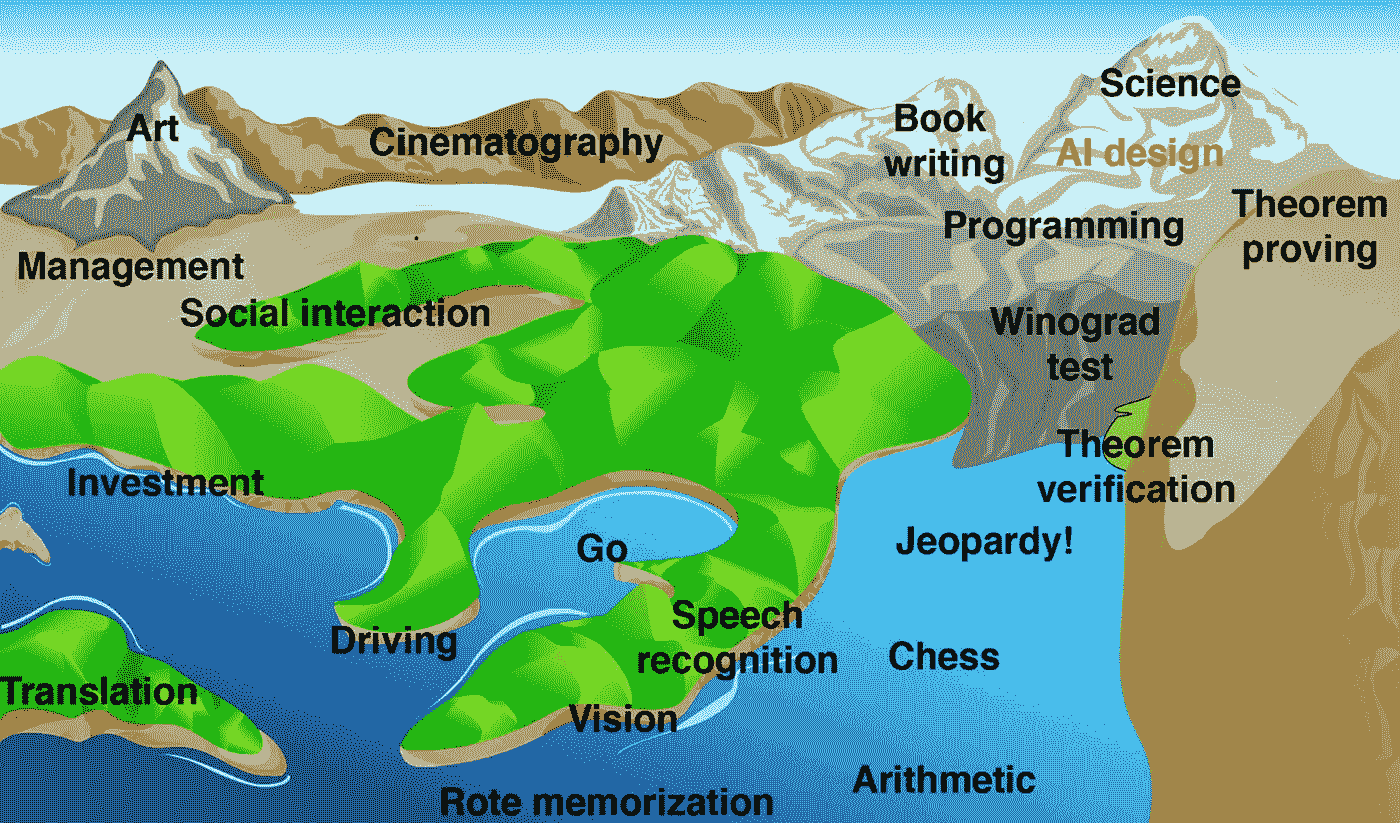 Science
Book
writing
Art
Cinematography
AI design
Theorem
proving
Programming
Management
Social interaction
Winograd
test
Theorem
verification
Investment
Jeopardy!
Go
Speech
recognition
Driving
Chess
Translation
Vision
Arithmetic
Rote memorization